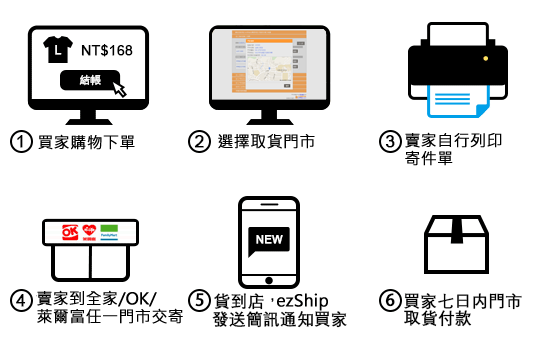 L NT$168
結帳
① 買家購物下單
② 選擇取貨門市
③ 賣家自行列印
寄件單
OK
FamilyMart
④ 賣家到全家/OK/
萊爾富任一門市交寄
NEW
⑤ 貨到店,ezShip
發送簡訊通知買家
⑥ 買家七日內門市
取貨付款